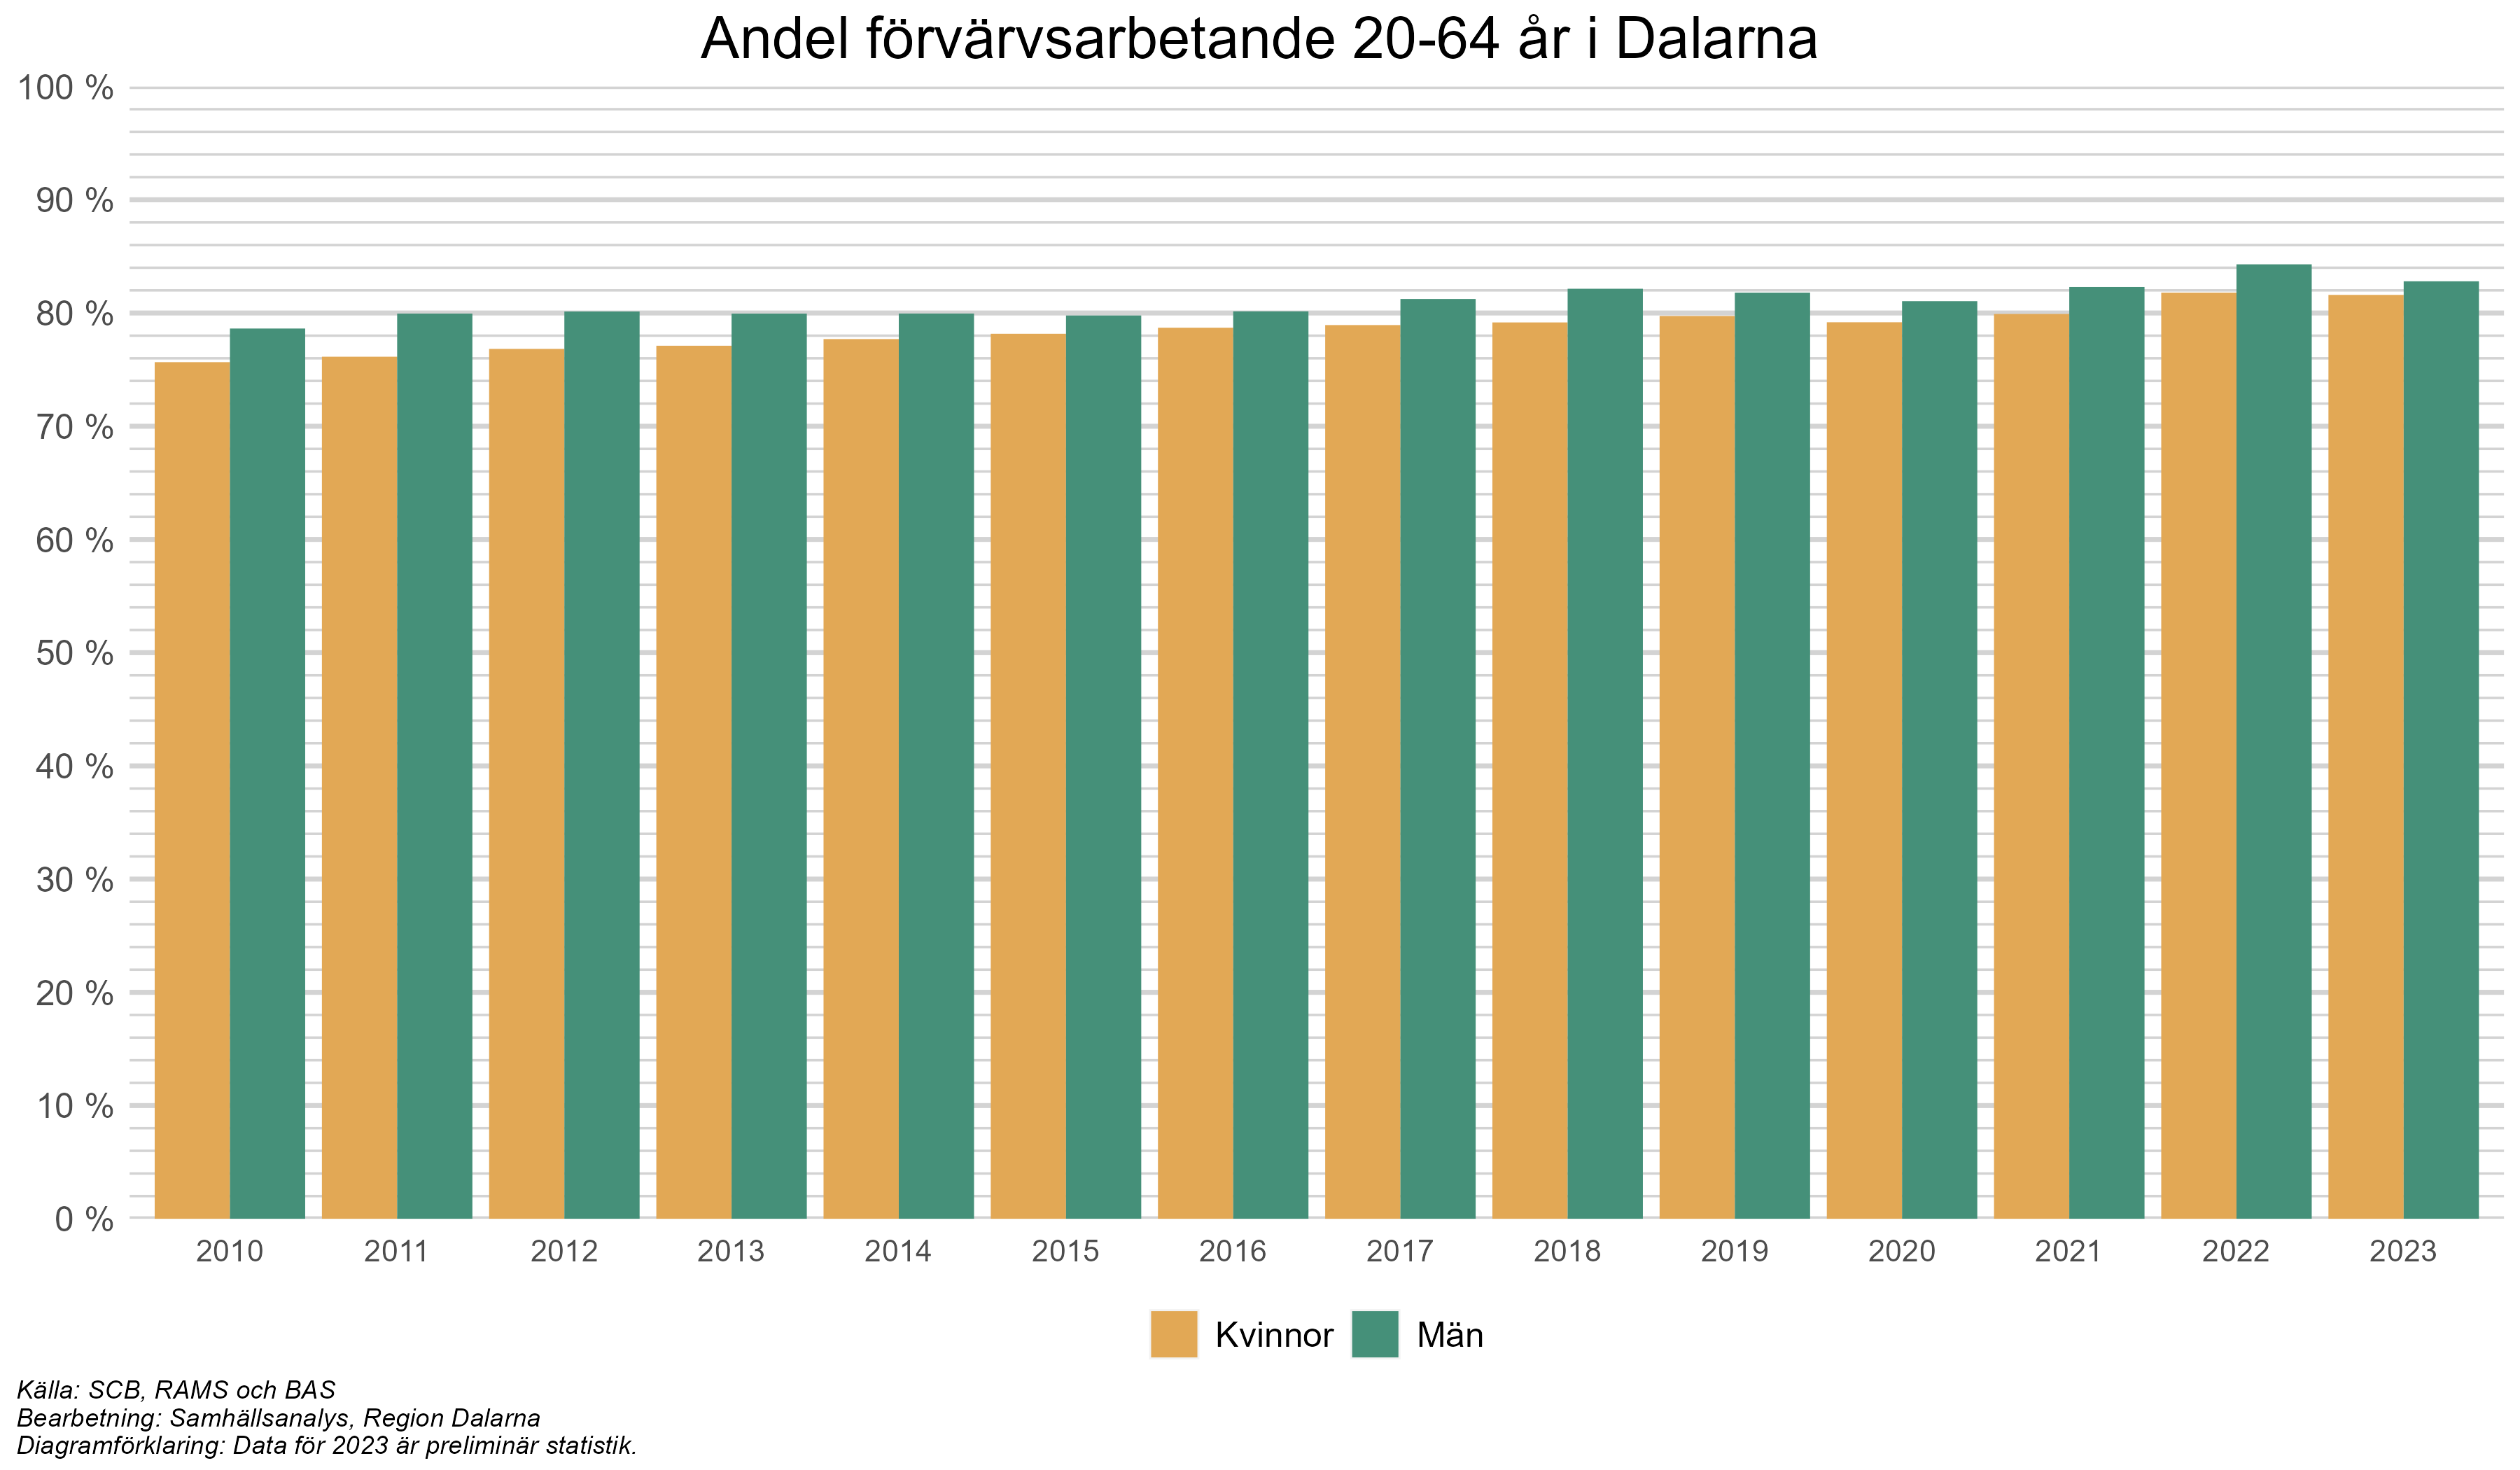 Andel förvärvsarbetande 20-64 år i Dalarna
100 %
90 %
80 %
70 %
60 %
50 %
40 %
30 %
20 %
10 %
0 %
2010 2011 2012 2013 2014 2015 2016 2017 2018 2019 2020 2021 2022 2023
Kvinnor Män
Källa: SCB, RAMS och BAS
Bearbetning: Samhällsanalys, Region Dalarna
Diagramförklaring: Data för 2023 är preliminär statistik.